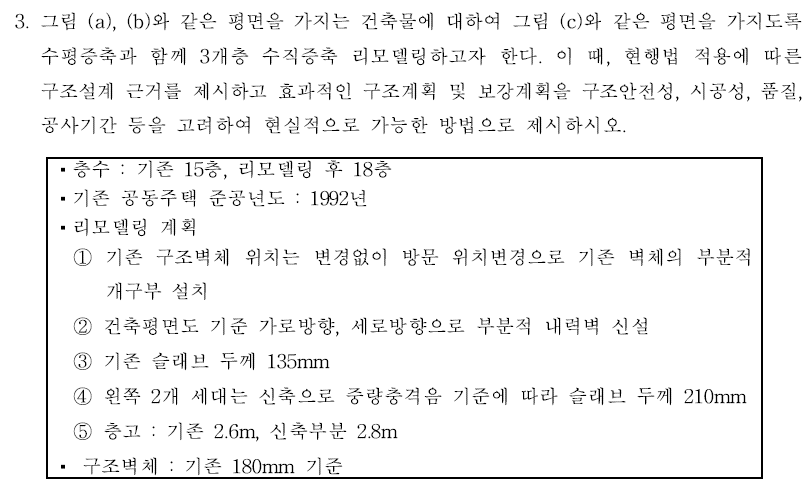 3. 그림 (a), (b)와 같은 평면을 가지는 건축물에 대하여 그림 (c)와 같은 평면을 가지도록
수평증축과 함께 3개층 수직증축 리모델링하고자 한다. 이 때, 현행법 적용에 따른
구조설계 근거를 제시하고 효과적인 구조계획 및 보강계획을 구조안전성, 시공성, 품질,
공사기간 등을 고려하여 현실적으로 가능한 방법으로 제시하시오.
▪ 층수 : 기존 15층, 리모델링 후 18층
▪ 기존 공동주택 준공년도 : 1992년
▪ 리모델링 계획
① 기존 구조벽체 위치는 변경없이 방문 위치변경으로 기존 벽체의 부분적
개구부 설치
② 건축평면도 기준 가로방향, 세로방향으로 부분적 내력벽 신설
③ 기존 슬래브 두께 135mm
④ 왼쪽 2개 세대는 신축으로 중량충격음 기준에 따라 슬래브 두께 210mm
⑤ 층고 : 기존 2.6m, 신축부분 2.8m
▪ 구조벽체 : 기존 180mm 기준